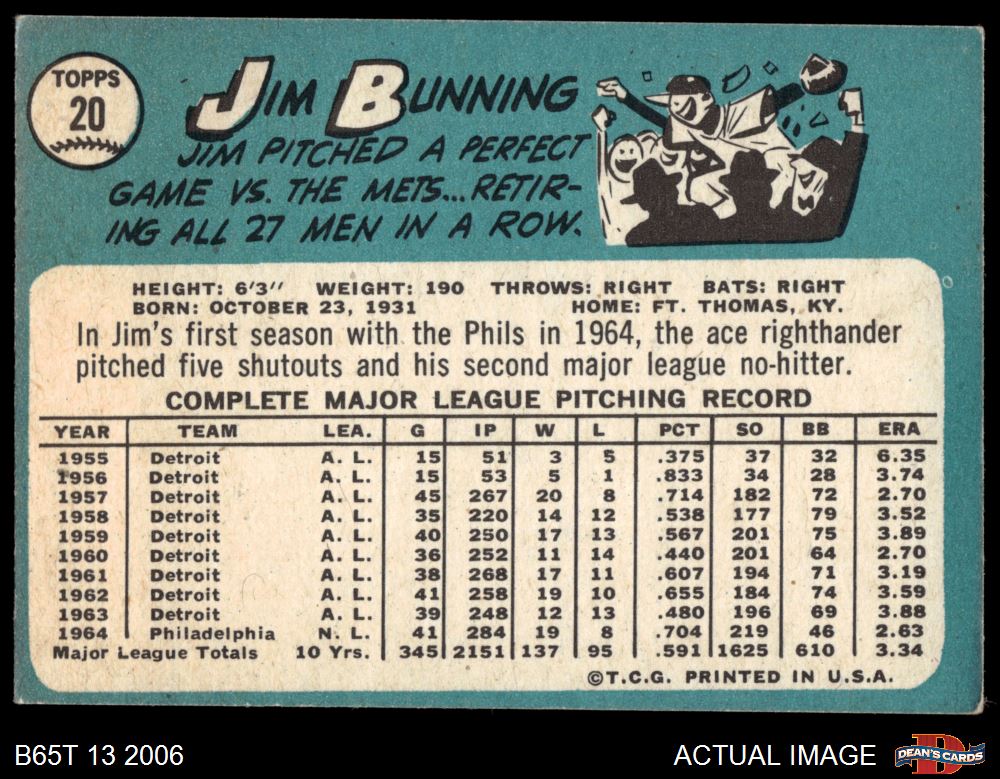 TOPPS
20
JIM BUNNING
JIM PITCHED A PERFECT
GAME VS. THE METS...RETIR-
ING ALL 27 MEN IN A ROW.
HEIGHT: 6'3" WEIGHT: 190 THROWS: RIGHT BATS: RIGHT
BORN: OCTOBER 23, 1931 HOME: FT. THOMAS, KY.
In Jim's first season with the Phils in 1964, the ace righthander
pitched five shutouts and his second major league no-hitter.
COMPLETE MAJOR LEAGUE PITCHING RECORD
YEAR TEAM LEA. G IP W L PCT SO BB ERA
1955 Detroit A. L. 15 51 3 5 .375 37 32 6.35
1956 Detroit A. L. 15 53 5 1 .833 34 28 3.74
1957 Detroit A. L. 45 267 20 8 .714 182 72 2.70
1958 Detroit A. L. 35 220 14 12 .538 177 79 3.52
1959 Detroit A. L. 40 250 17 13 .567 201 75 3.89
1960 Detroit A. L. 36 252 11 14 .440 201 64 2.70
1961 Detroit A. L. 38 268 17 11 .607 194 71 3.19
1962 Detroit A. L. 41 258 19 10 .655 184 74 3.59
1963 Detroit A. L. 39 248 12 13 .480 196 69 3.88
1964 Philadelphia N. L. 41 284 19 8 .704 219 46 2.63
Major League Totals 10 Yrs. 345 2151 137 95 .591 1625 610 3.34
©T.C.G. PRINTED IN U.S.A.
B65T 13 2006 ACTUAL IMAGE DEAN'S CARDS